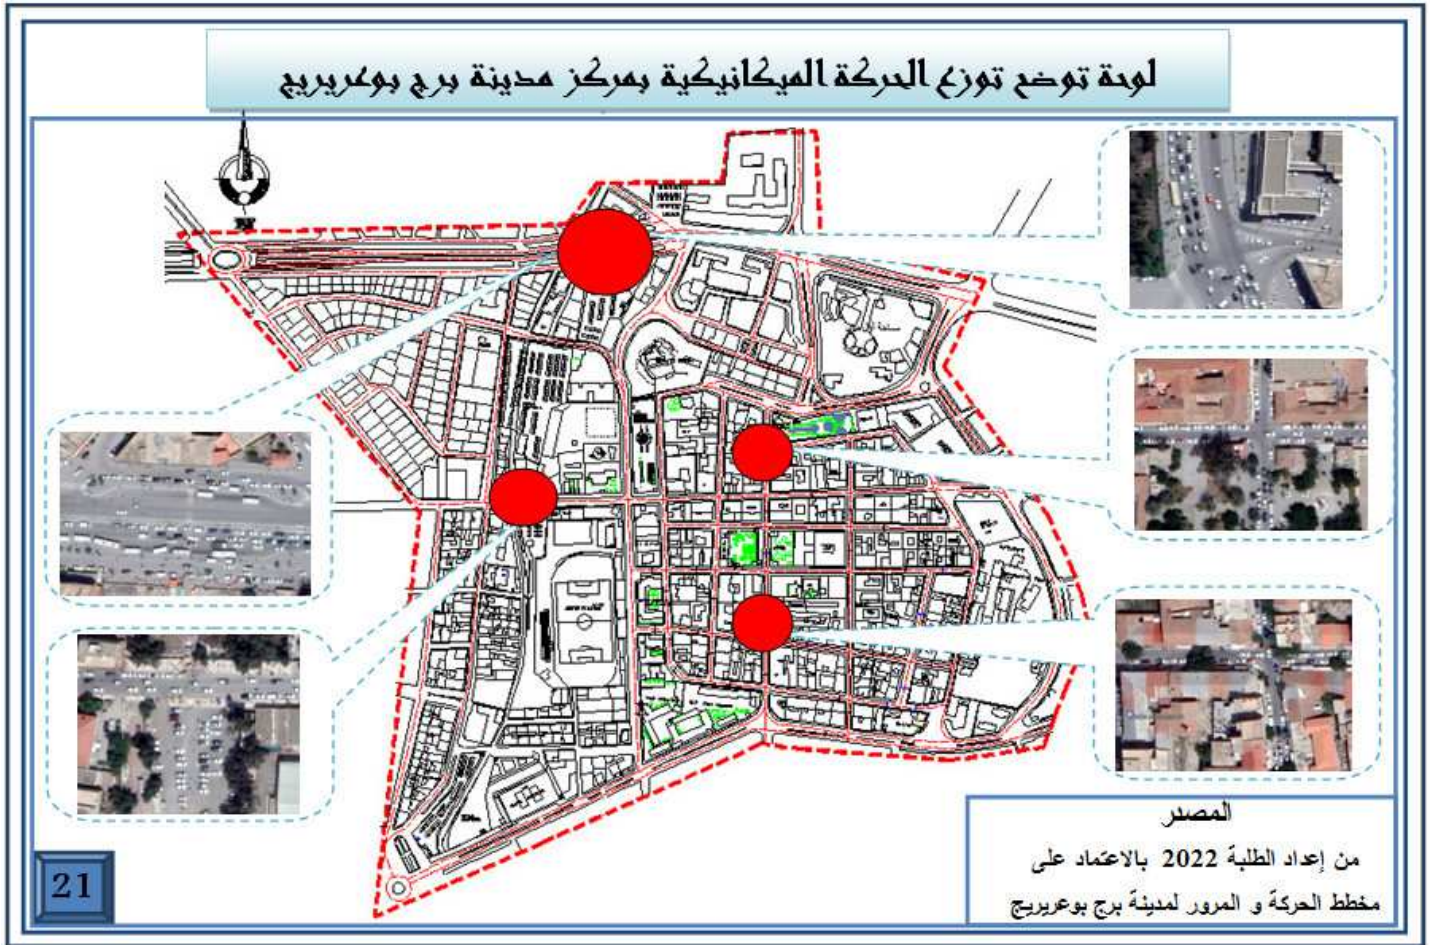 لوحة توضح توزع الحركة الميكانيكية بمركز مدينة برج بوعريريج
المصدر
من إعداد الطلبة 2022 بالاعتماد على
مخطط الحركة و المرور لمدينة برج بوعريريج
21